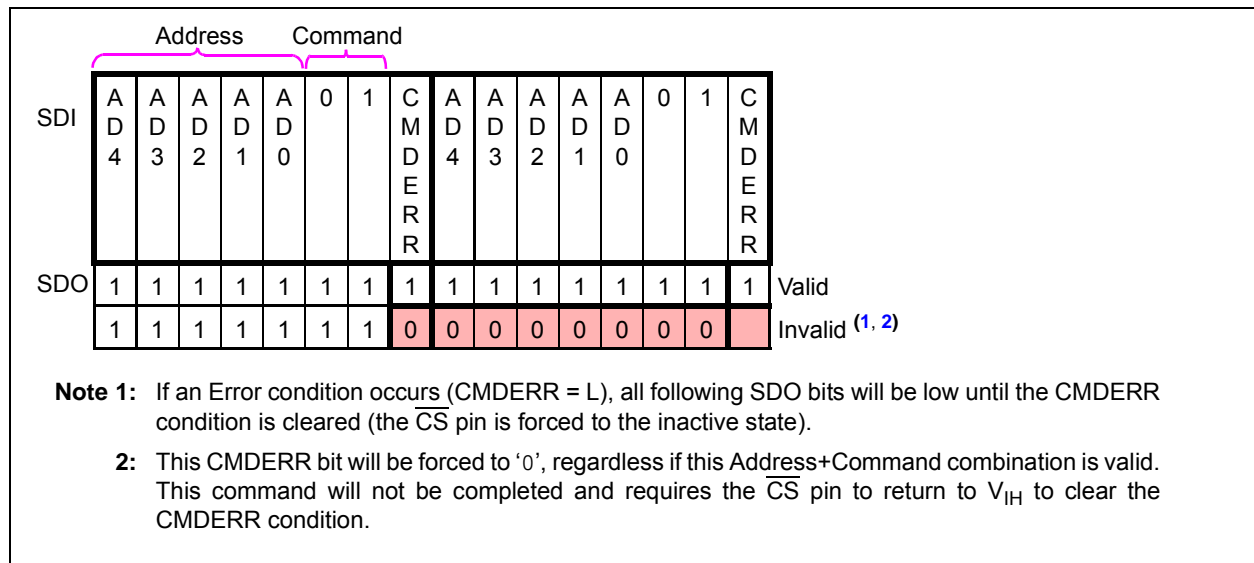 Address Command
SDI A D 4 A D 3 A D 2 A D 1 A D 0 0 1 C M D E R R A D 4 A D 3 A D 2 A D 1 A D 0 0 1 C M D E R R
SDO 1 1 1 1 1 1 1 1 1 1 1 1 1 1 1 1 Valid
1 1 1 1 1 1 1 0 0 0 0 0 0 0 0 Invalid (1, 2)
Note 1: If an Error condition occurs (CMDERR = L), all following SDO bits will be low until the CMDERR
condition is cleared (the CS pin is forced to the inactive state).
2: This CMDERR bit will be forced to ‘0’, regardless if this Address+Command combination is valid.
This command will not be completed and requires the CS pin to return to VIH to clear the
CMDERR condition.